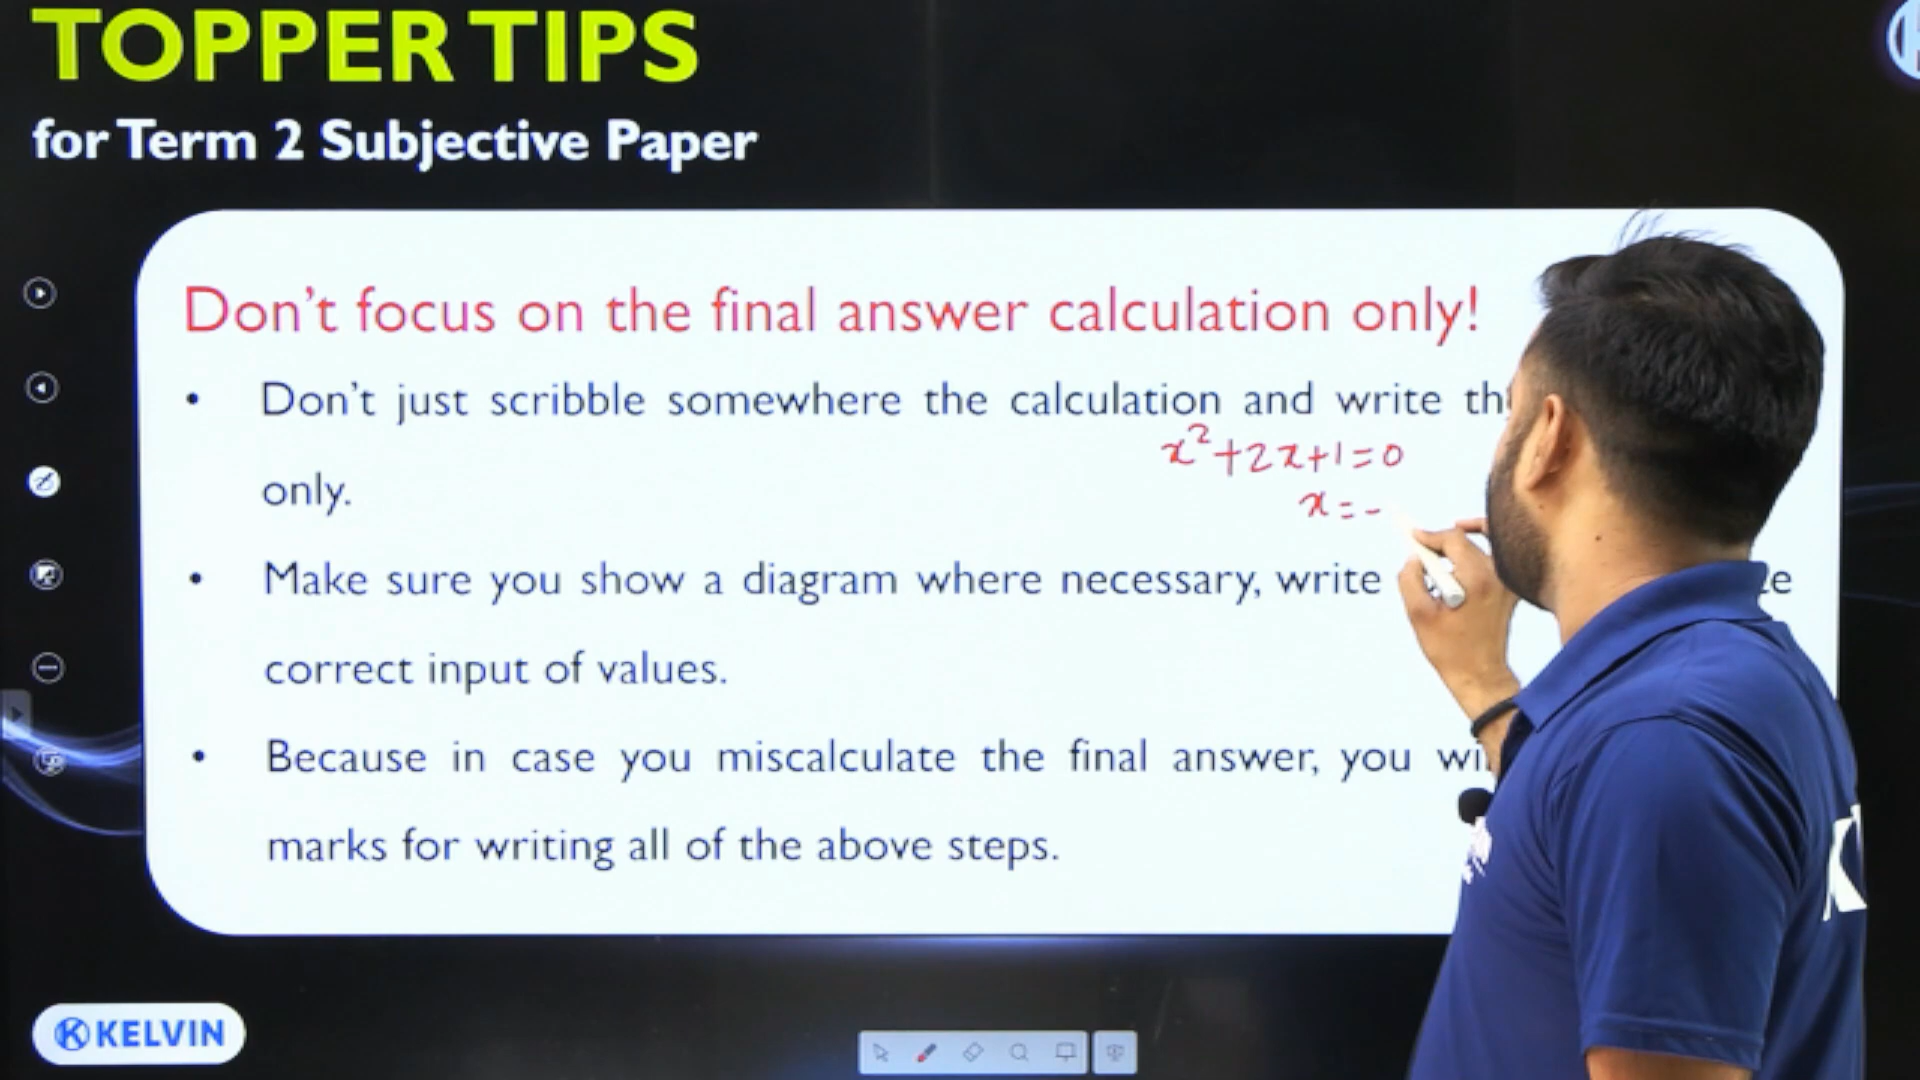 TOPPER TIPS
for Term 2 Subjective Paper
Don't focus on the final answer calculation only!
• Don't just scribble somewhere the calculation and write
x²+2x+1=0
only.
x=-
• Make sure you show a diagram where necessary, write
correct input of values.
• Because in case you miscalculate the final answer, you
marks for writing all of the above steps.
KELVIN